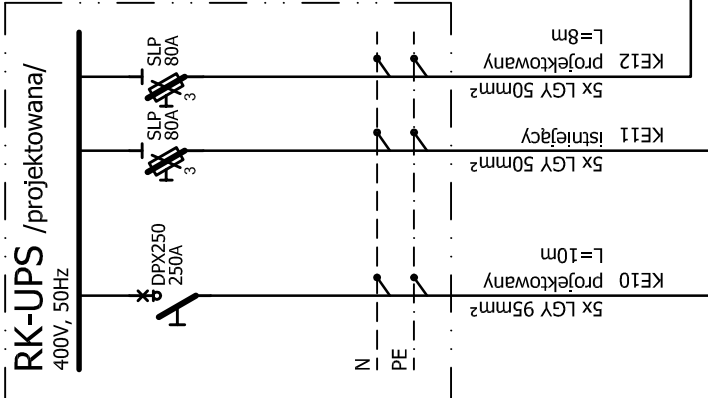 RK-UPS /projektowana/
400V, 50Hz
SLP
80A
3
SLP
80A
3
DPX250
250A
N
PE
KE12
5x LGY 50mm²
projektowany
L=8m
KE11
5x LGY 50mm²
istniejący
KE10
5x LGY 95mm²
projektowany
L=10m